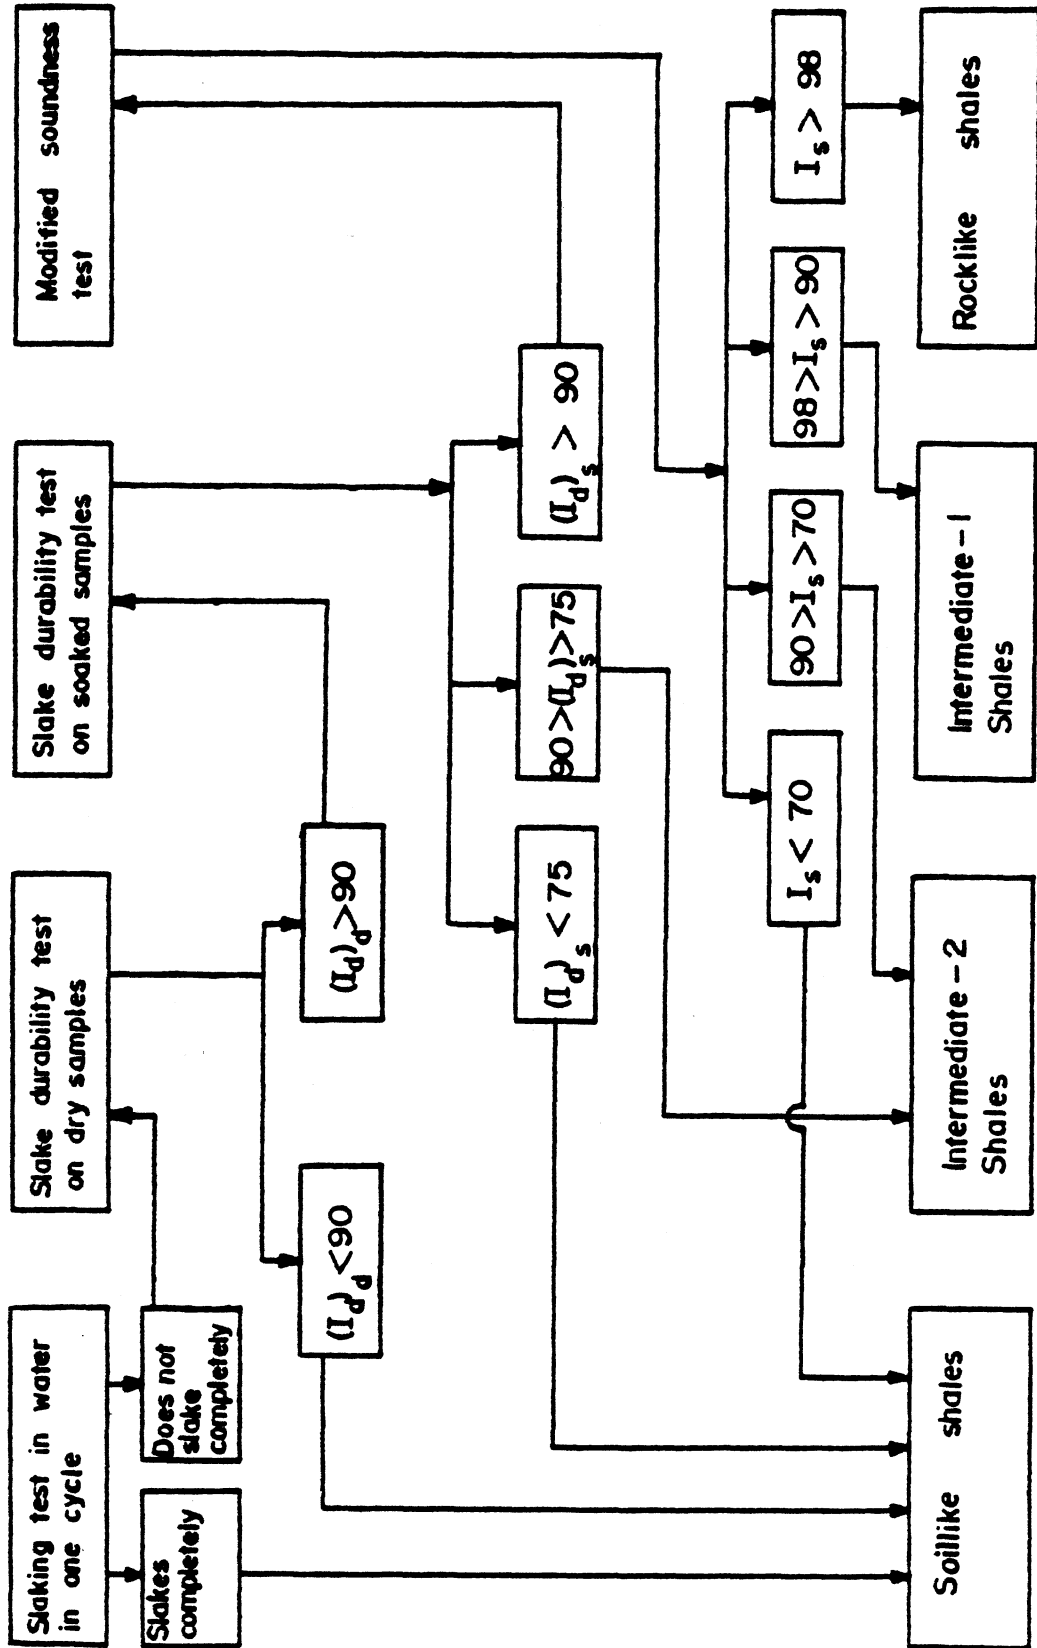 Slaking test in water
in one cycle
Slake durability test
on dry samples
Slake durability test
on soaked samples
Modified soundness
test
Slakes
completely
Does not
slake
completely
(I_d)_d <90
(I_d)_d >90
(I_d)_s < 75
90>(I_d)_s>75
(I_d)_s > 90
I_s < 70
90 >I_s >70
98>I_s > 90
I_s > 98
Soillike shales
Intermediate-2
Shales
Intermediate-1
Shales
Rocklike shales